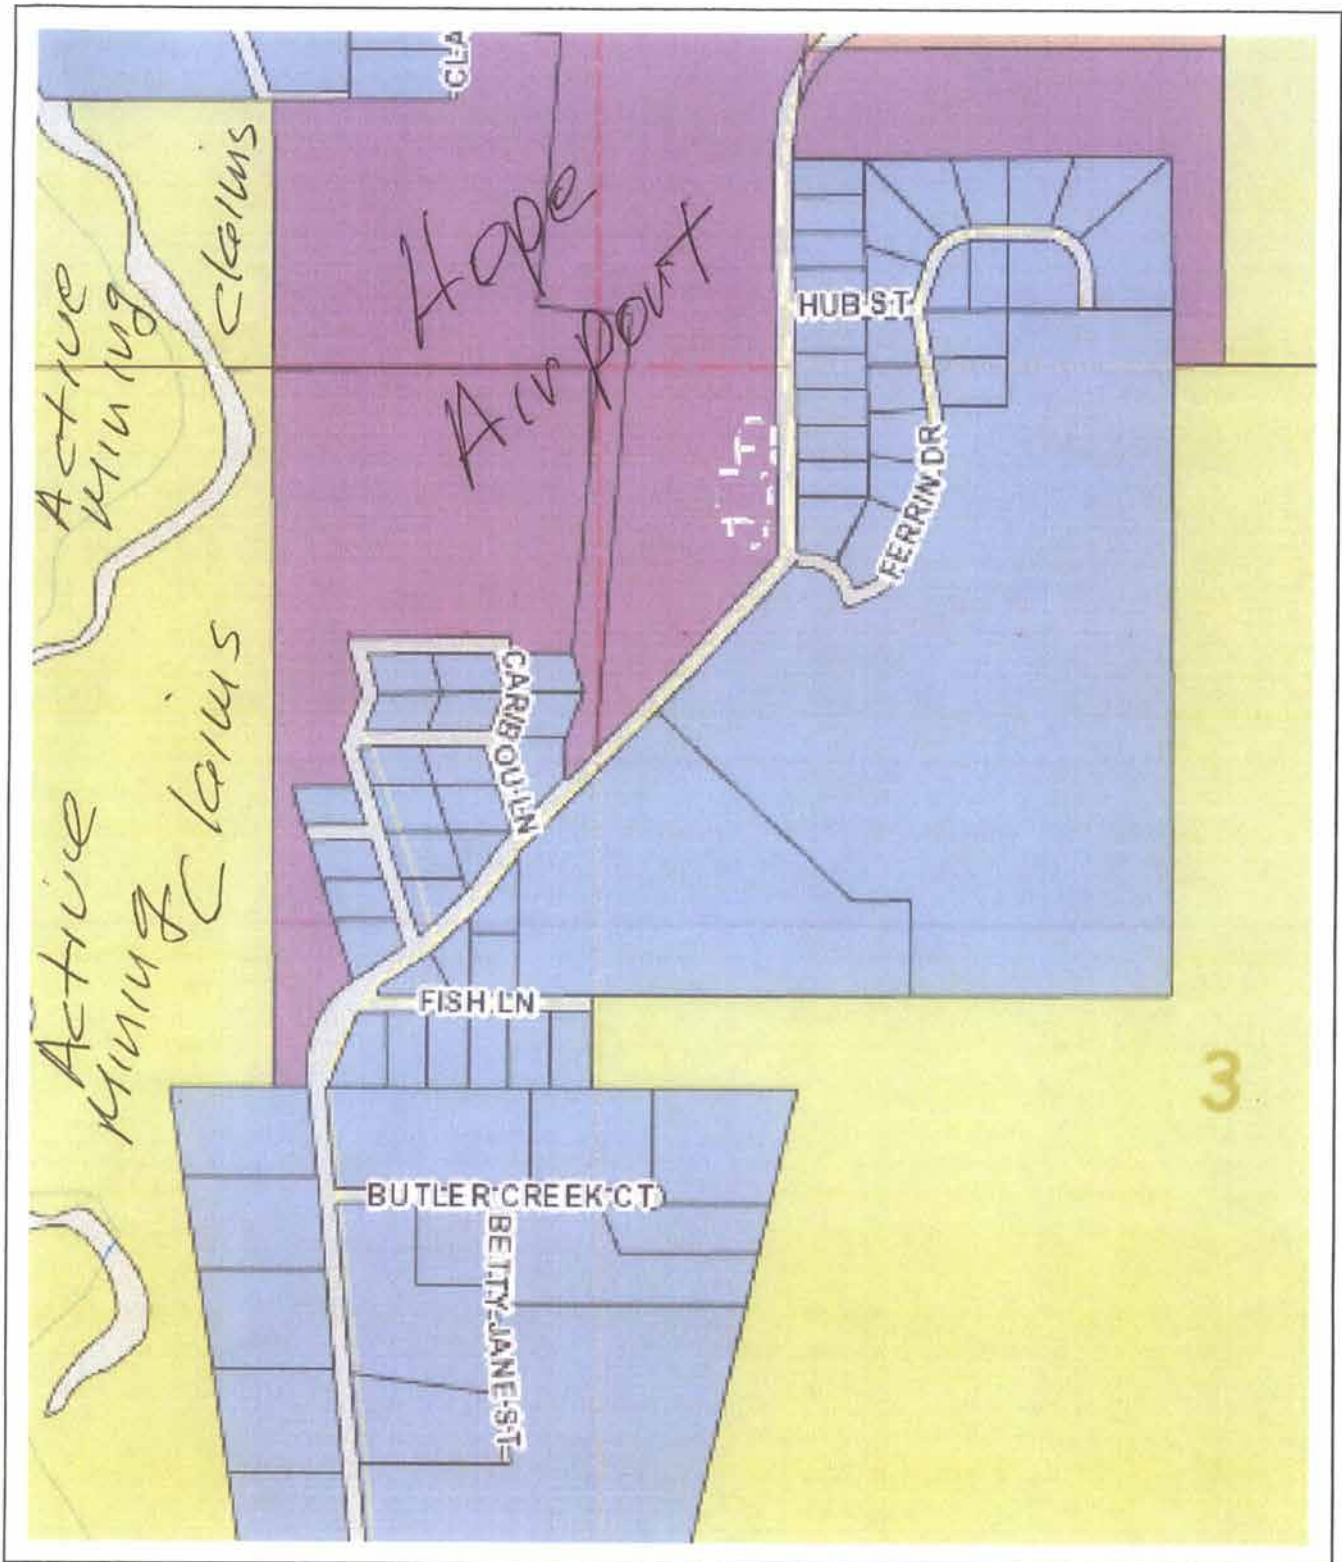 CLA
Claims
Active
Mining
Hope
Airport
HUB ST
FERRIN DR
CARIBOU LN
Active
Mining
Claims
FISH LN
3
BUTLER CREEK CT
BETTY JANE ST